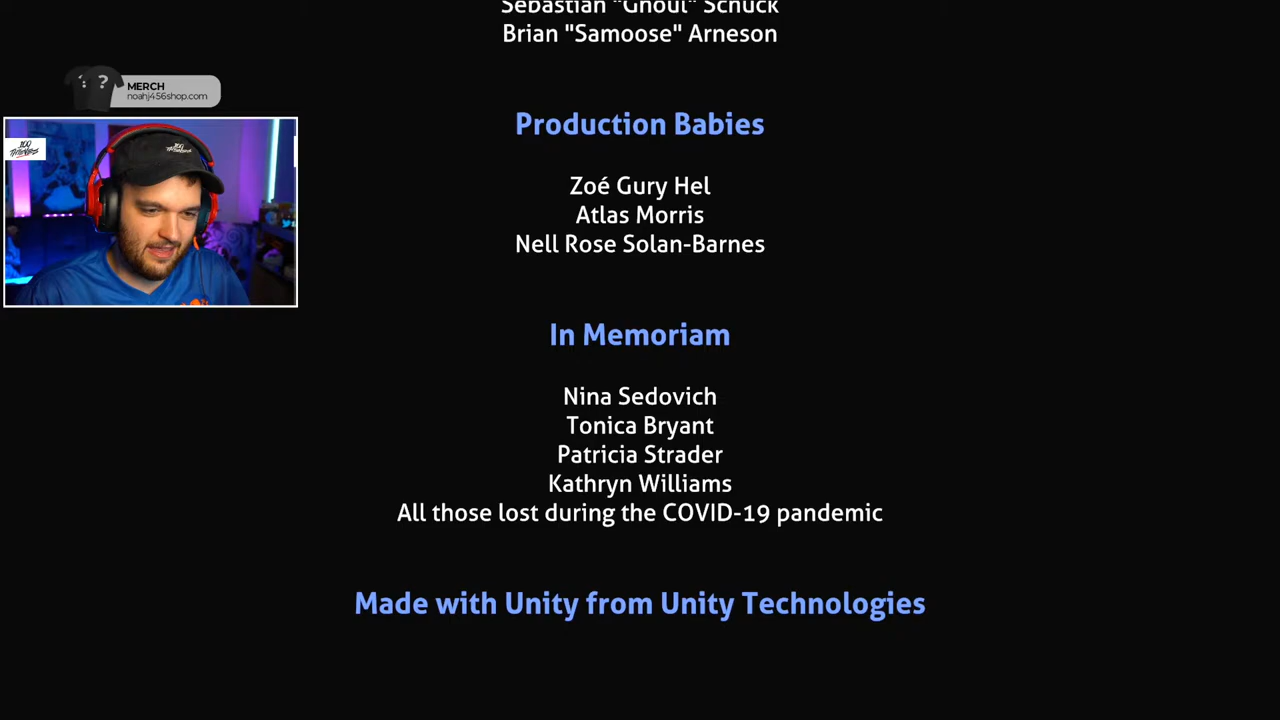 Sebastian "Ghoul" Schuck
Brian "Samoose" Arneson
MERCH
noahj456shop.com
Production Babies
Zoé Gury Hel
Atlas Morris
Nell Rose Solan-Barnes
In Memoriam
Nina Sedovich
Tonica Bryant
Patricia Strader
Kathryn Williams
All those lost during the COVID-19 pandemic
Made with Unity from Unity Technologies